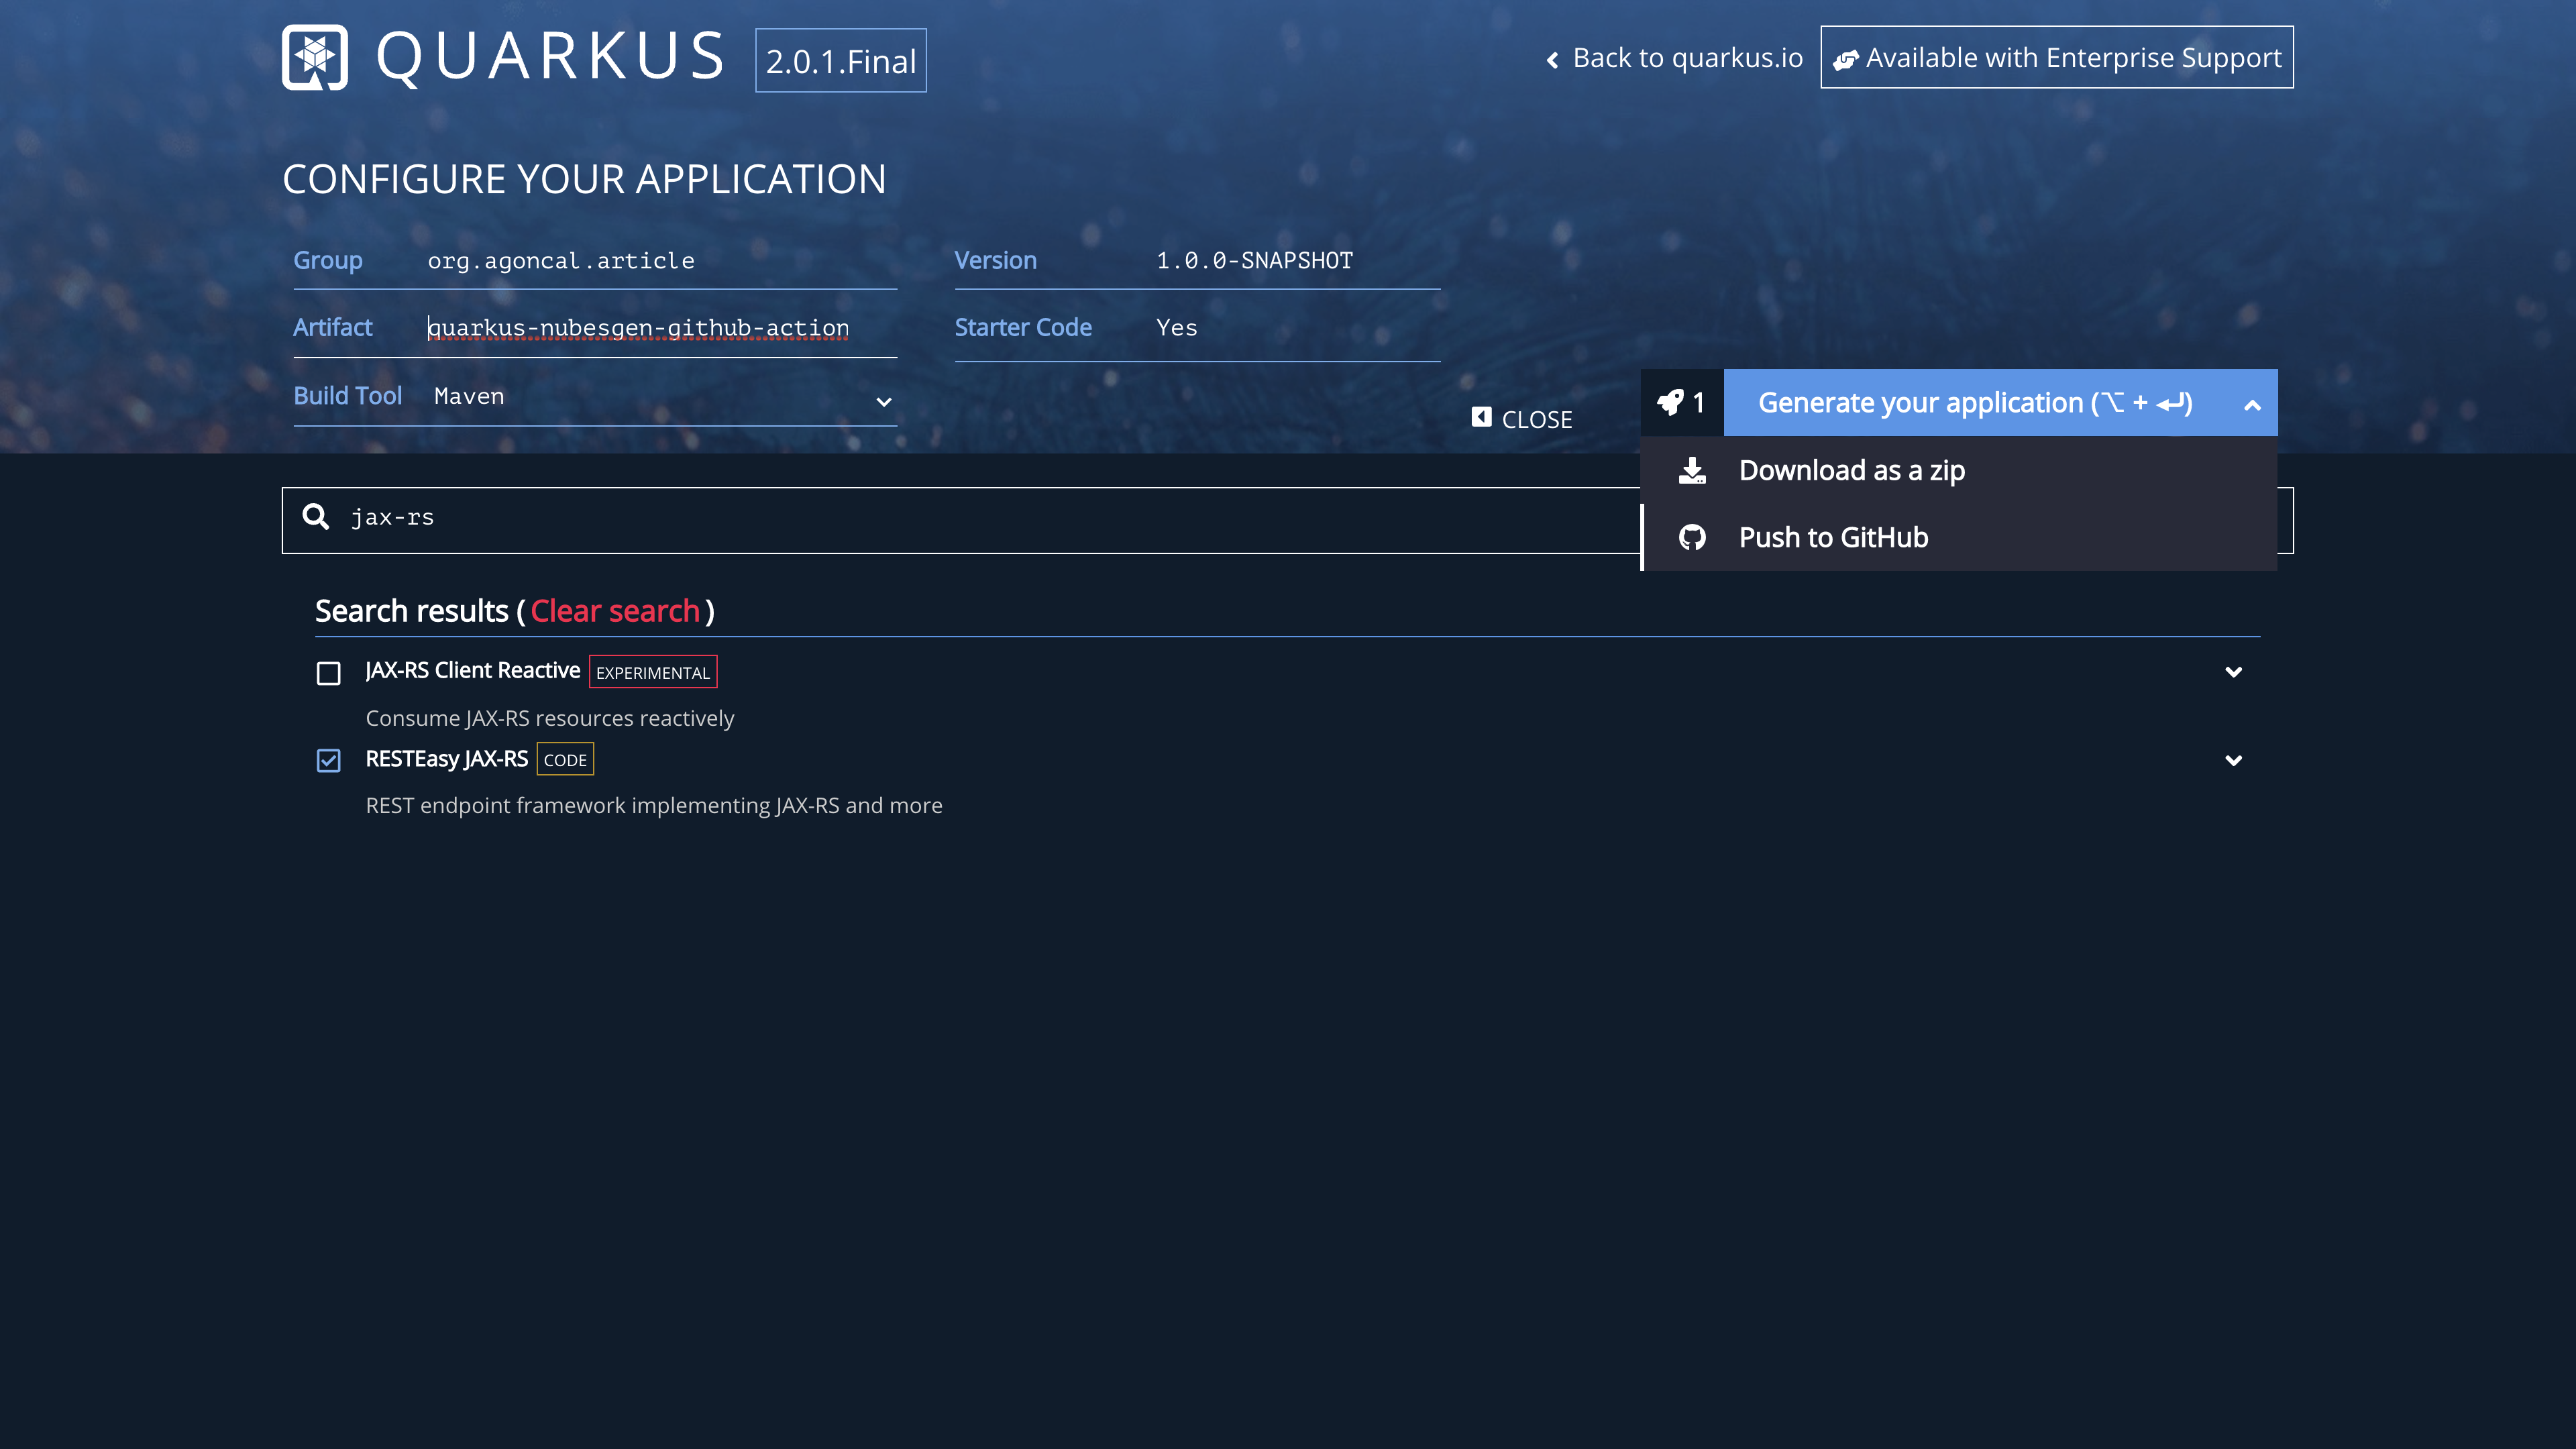 QUARKUS 2.0.1.Final
Back to quarkus.io Available with Enterprise Support
CONFIGURE YOUR APPLICATION
Group org.agoncal.article
Version 1.0.0-SNAPSHOT
Artifact quarkus-nubesgen-github-action
Starter Code Yes
Build Tool Maven
CLOSE
1 Generate your application (⌥ + ↵)
Download as a zip
jax-rs
Push to GitHub
Search results (Clear search)
JAX-RS Client Reactive EXPERIMENTAL
Consume JAX-RS resources reactively
RESTEasy JAX-RS CODE
REST endpoint framework implementing JAX-RS and more